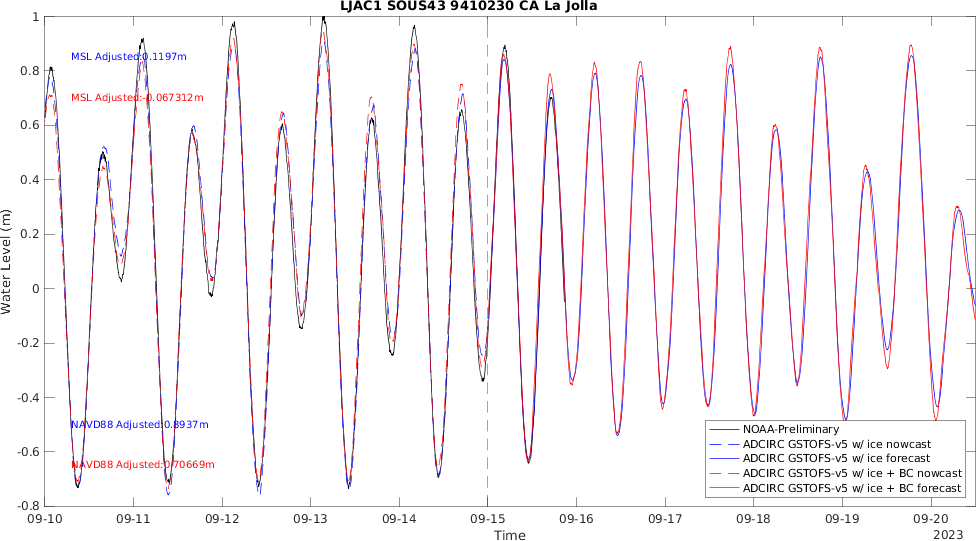 LJAC1 SOUS43 9410230 CA La Jolla
1
0.8
0.6
0.4
0.2
0
-0.2
-0.4
-0.6
-0.8
Water Level (m)
MSL Adjusted:0.1197m
MSL Adjusted:-0.067312m
NAVD88 Adjusted:0.8937m
NAVD88 Adjusted:0.70669m
NOAA-Preliminary
ADCIRC GSTOFS-v5 w/ ice nowcast
ADCIRC GSTOFS-v5 w/ ice forecast
ADCIRC GSTOFS-v5 w/ ice + BC nowcast
ADCIRC GSTOFS-v5 w/ ice + BC forecast
09-10 09-11 09-12 09-13 09-14 09-15 09-16 09-17 09-18 09-19 09-20
Time
2023